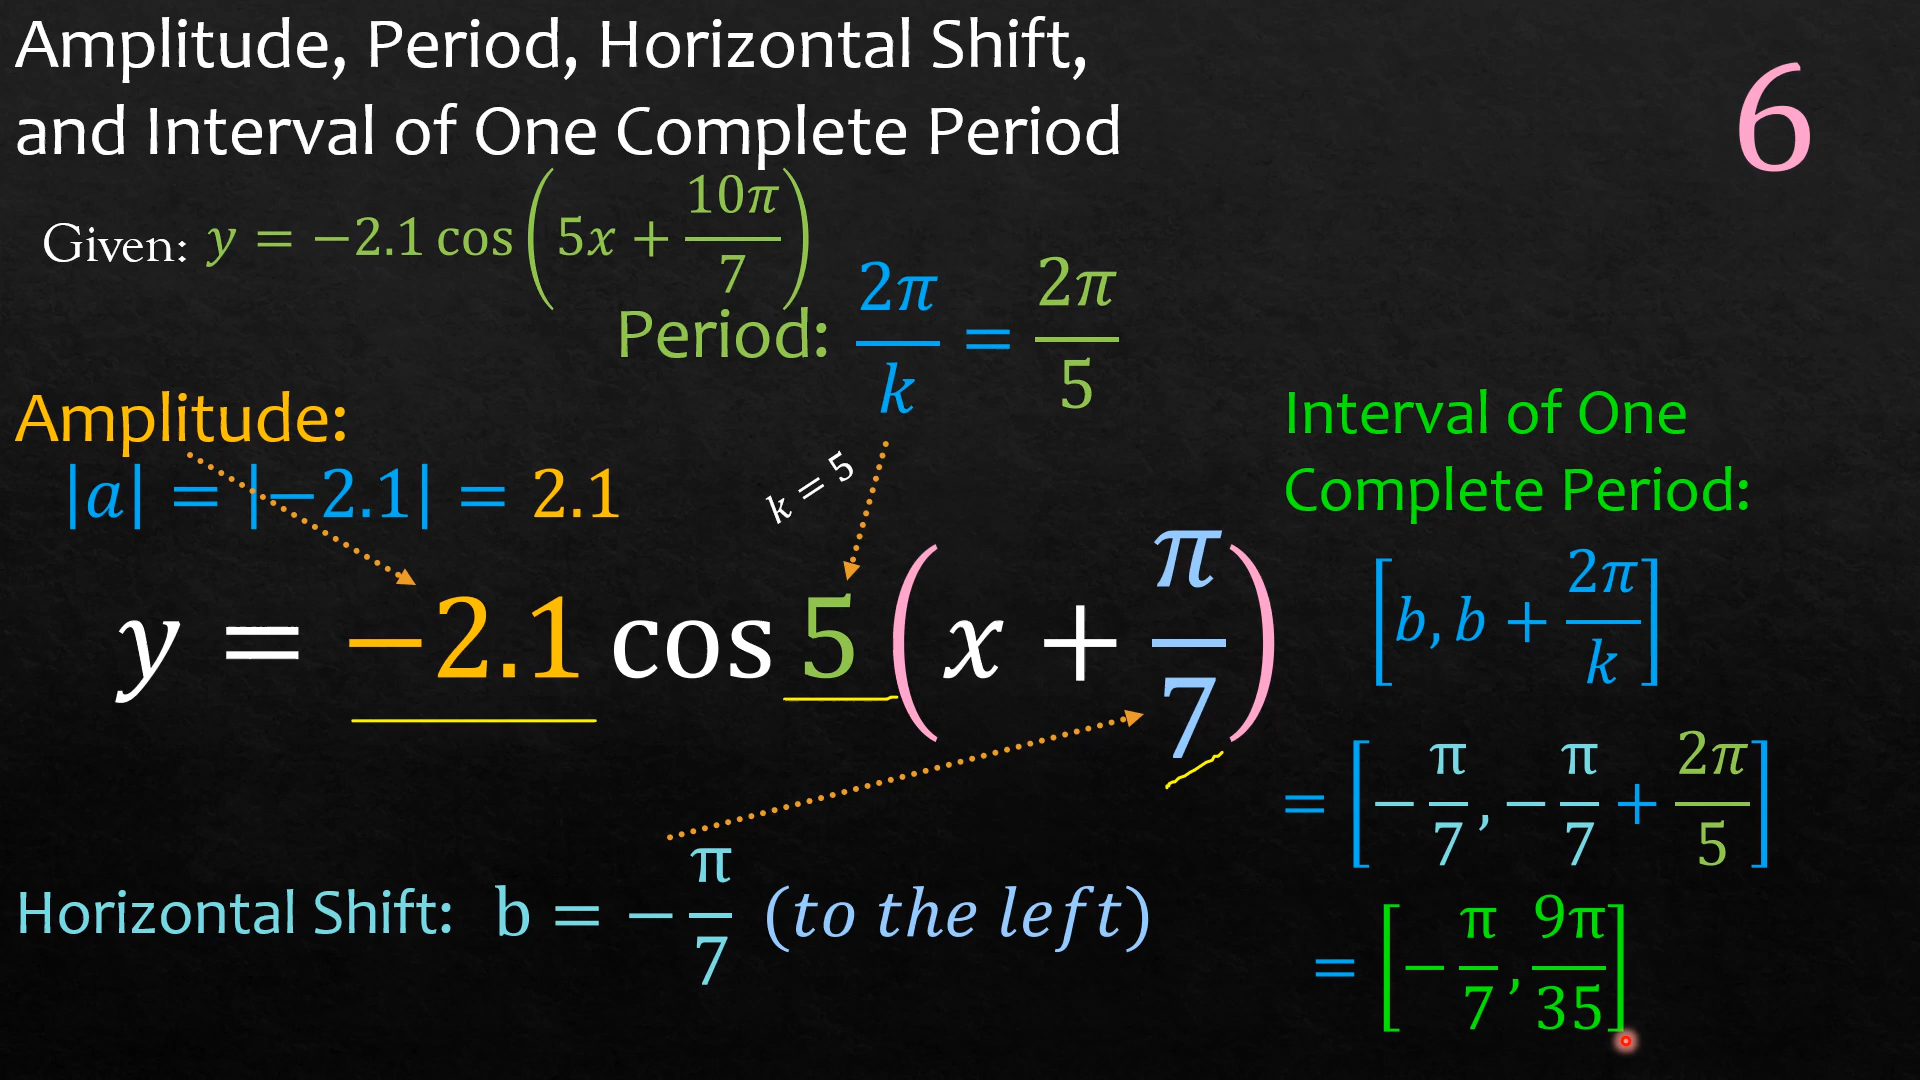 Amplitude, Period, Horizontal Shift,
and Interval of One Complete Period
6
Given: y = −2.1 cos(5x + 10π/7)
Period: 2π/k = 2π/5
Amplitude:
|a| = |−2.1| = 2.1
k = 5
y = −2.1 cos 5(x + π/7)
Horizontal Shift: b = −π/7 (to the left)
Interval of One
Complete Period:
[b, b + 2π/k]
= [−π/7, −π/7 + 2π/5]
= [−π/7, 9π/35]